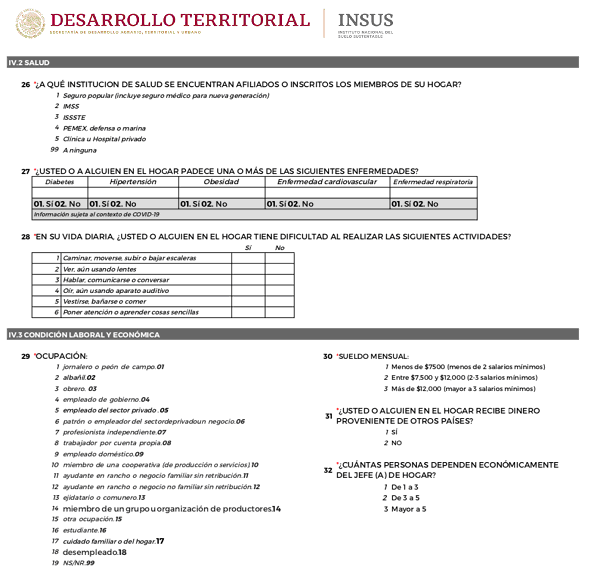 DESARROLLO TERRITORIAL
SECRETARÍA DE DESARROLLO AGRARIO, TERRITORIAL Y URBANO
INSUS
INSTITUTO NACIONAL DEL
SUELO SUSTENTABLE
IV.2 SALUD
26 *¿A QUÉ INSTITUCION DE SALUD SE ENCUENTRAN AFILIADOS O INSCRITOS LOS MIEMBROS DE SU HOGAR?
1 Seguro popular (incluye seguro médico para nueva generación)
2 IMSS
3 ISSSTE
4 PEMEX, defensa o marina
5 Clínica u Hospital privado
99 A ninguna
27 *¿USTED O A ALGUIEN EN EL HOGAR PADECE UNA O MÁS DE LAS SIGUIENTES ENFERMEDADES?
Diabetes Hipertensión Obesidad Enfermedad cardiovascular Enfermedad respiratoria
01. Sí 02. No 01. Sí 02. No 01. Sí 02. No 01. Sí 02. No 01. Sí 02. No
Información sujeta al contexto de COVID-19
28 *EN SU VIDA DIARIA, ¿USTED O ALGUIEN EN EL HOGAR TIENE DIFICULTAD AL REALIZAR LAS SIGUIENTES ACTIVIDADES?
Sí No
1 Caminar, moverse, subir o bajar escaleras
2 Ver, aún usando lentes
3 Hablar, comunicarse o conversar
4 Oír, aún usando aparato auditivo
5 Vestirse, bañarse o comer
6 Poner atención o aprender cosas sencillas
IV.3 CONDICIÓN LABORAL Y ECONÓMICA
29 *OCUPACIÓN:
1 jornalero o peón de campo.01
2 albañil.02
3 obrero. 03
4 empleado de gobierno.04
5 empleado del sector privado .05
6 patrón o empleador del sectordeprivadoun negocio.06
7 profesionista independiente.07
8 trabajador por cuenta propia.08
9 empleado doméstico.09
10 miembro de una cooperativa (de producción o servicios).10
11 ayudante en rancho o negocio familiar sin retribución.11
12 ayudante en rancho o negocio no familiar sin retribución.12
13 ejidatario o comunero.13
14 miembro de un grupo u organización de productores.14
15 otra ocupación.15
16 estudiante.16
17 cuidado familiar o del hogar.17
18 desempleado.18
19 NS/NR.99
30 *SUELDO MENSUAL:
1 Menos de $7500 (menos de 2 salarios mínimos)
2 Entre $7,500 y $12,000 (2-3 salarios mínimos)
3 Más de $12,000 (mayor a 3 salarios mínimos)
31 *¿USTED O ALGUIEN EN EL HOGAR RECIBE DINERO
PROVENIENTE DE OTROS PAÍSES?
1 SÍ
2 NO
32 *¿CUÁNTAS PERSONAS DEPENDEN ECONÓMICAMENTE
DEL JEFE (A) DE HOGAR?
1 De 1 a 3
2 De 3 a 5
3 Mayor a 5